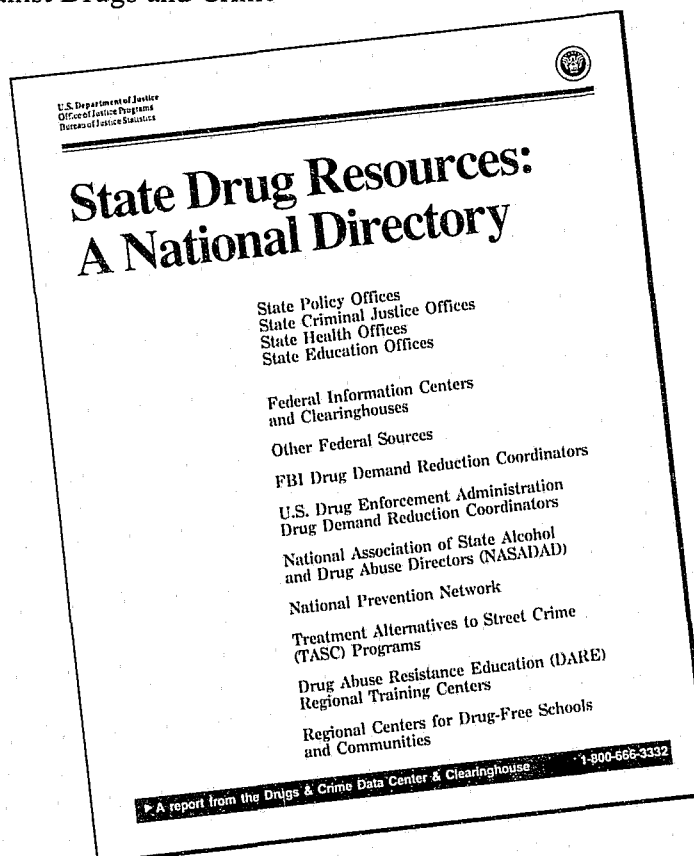 Drugs and Crime
U.S. Department of Justice
Office of Justice Programs
Bureau of Justice Statistics
State Drug Resources:
A National Directory
State Policy Offices
State Criminal Justice Offices
State Health Offices
State Education Offices
Federal Information Centers
and Clearinghouses
Other Federal Sources
FBI Drug Demand Reduction Coordinators
U.S. Drug Enforcement Administration
Drug Demand Reduction Coordinators
National Association of State Alcohol
and Drug Abuse Directors (NASADAD)
National Prevention Network
Treatment Alternatives to Street Crime
(TASC) Programs
Drug Abuse Resistance Education (DARE)
Regional Training Centers
Regional Centers for Drug-Free Schools
and Communities
▶A report from the Drugs & Crime Data Center & Clearinghouse 1-800-666-3332